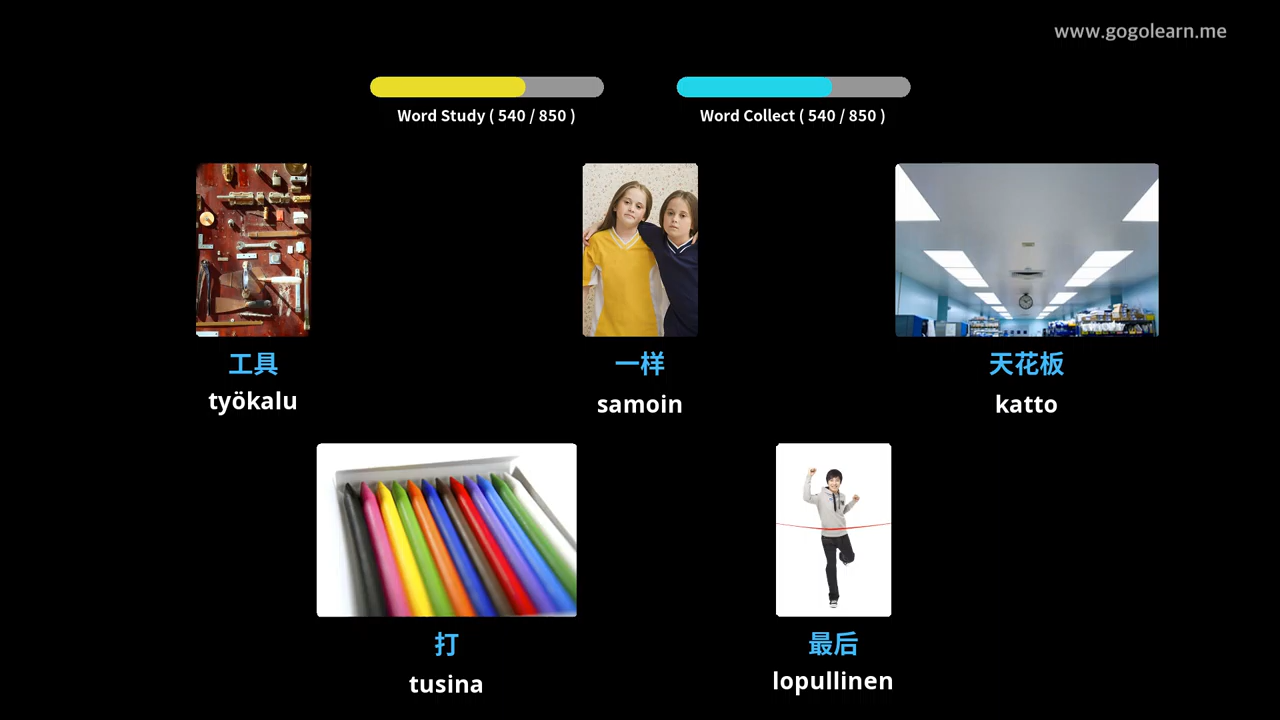 www.gogolearn.me
Word Study ( 540 / 850 )
Word Collect ( 540 / 850 )
工具
一样
天花板
työkalu
samoin
katto
打
最后
tusina
lopullinen